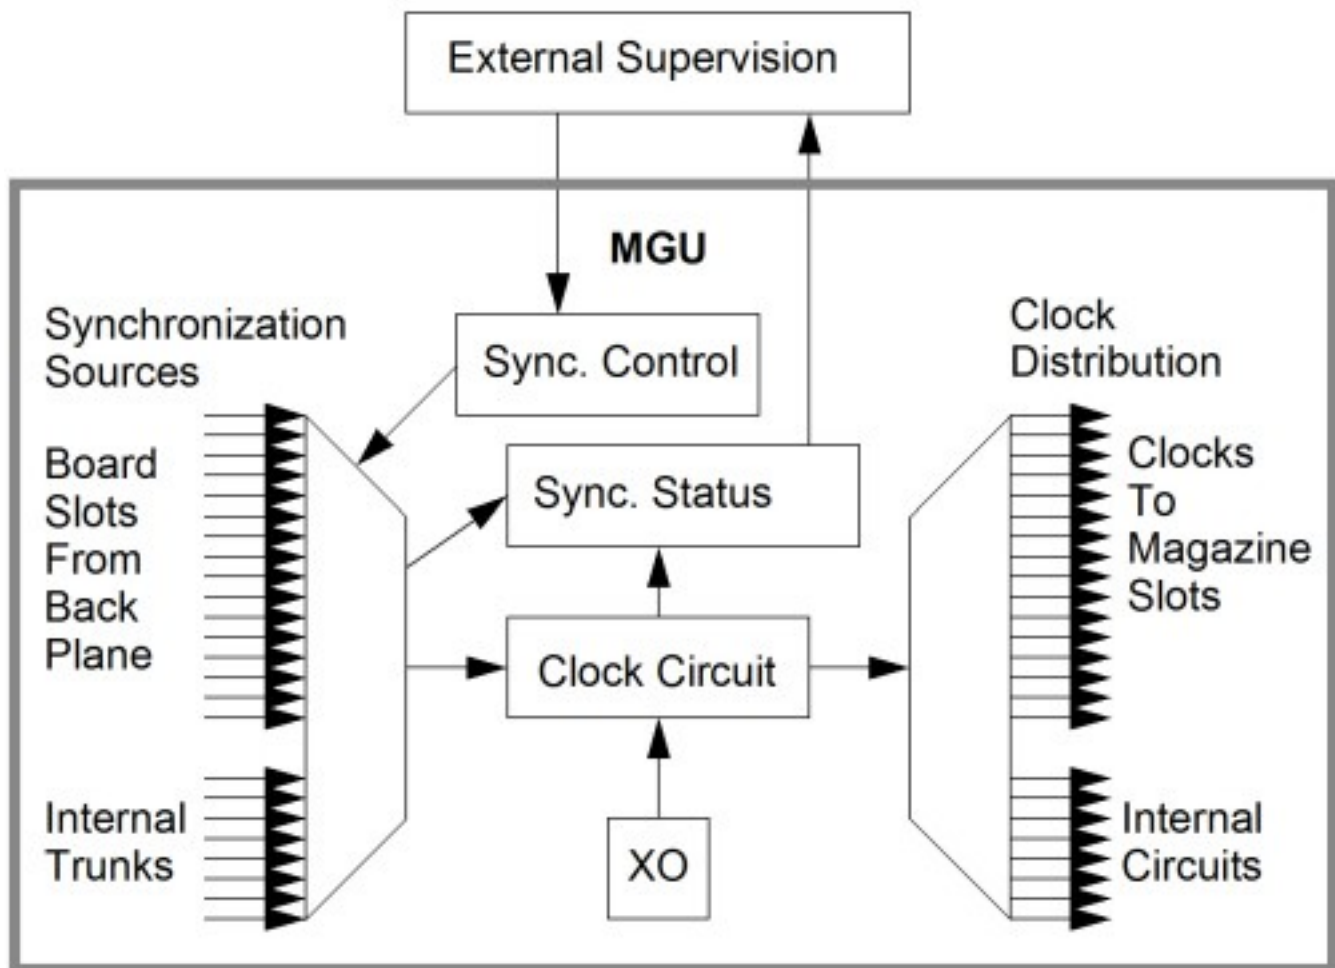 External Supervision
MGU
Synchronization
Sources
Sync. Control
Clock
Distribution
Board
Slots
From
Back
Plane
Sync. Status
Clocks
To
Magazine
Slots
Clock Circuit
Internal
Trunks
XO
Internal
Circuits